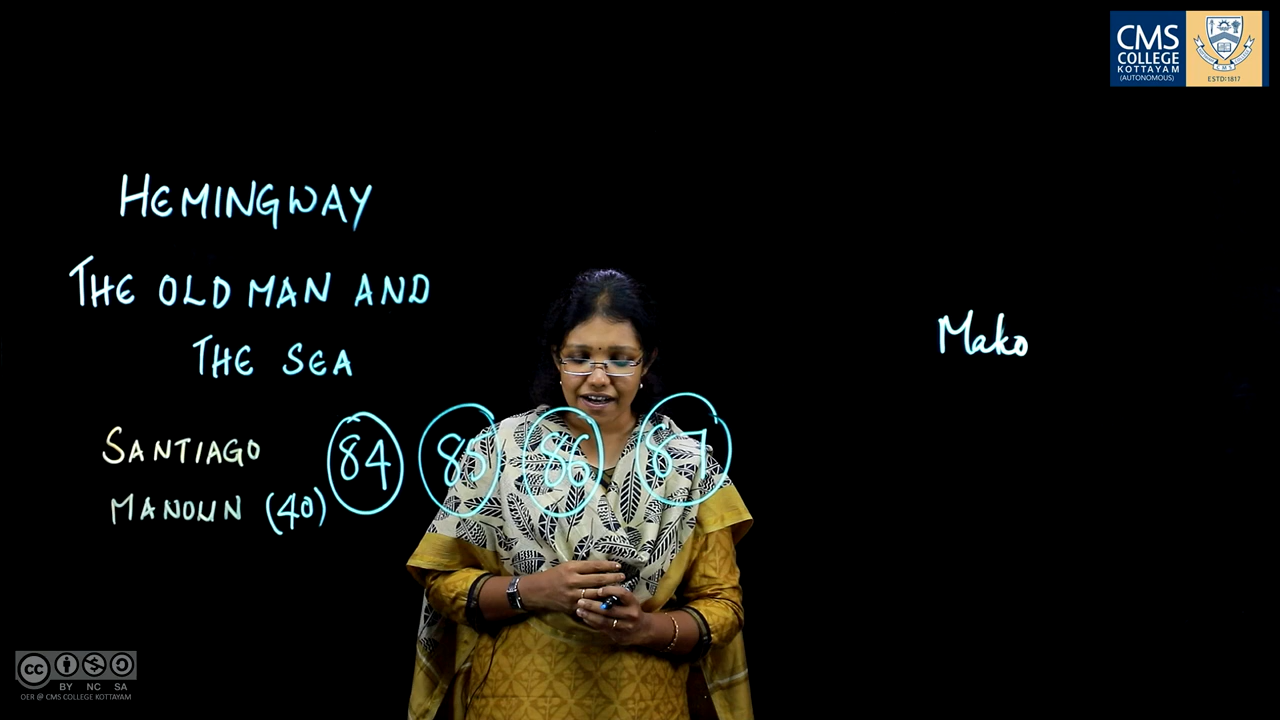 CMS
COLLEGE
KOTTAYAM
(AUTONOMOUS)
ESTD:1817
HEMINGWAY
THE OLD MAN AND
THE SEA
Mako
SANTIAGO 84 85 86 87
MANOLIN (40)
cc
BY NC SA
OER @ CMS COLLEGE KOTTAYAM